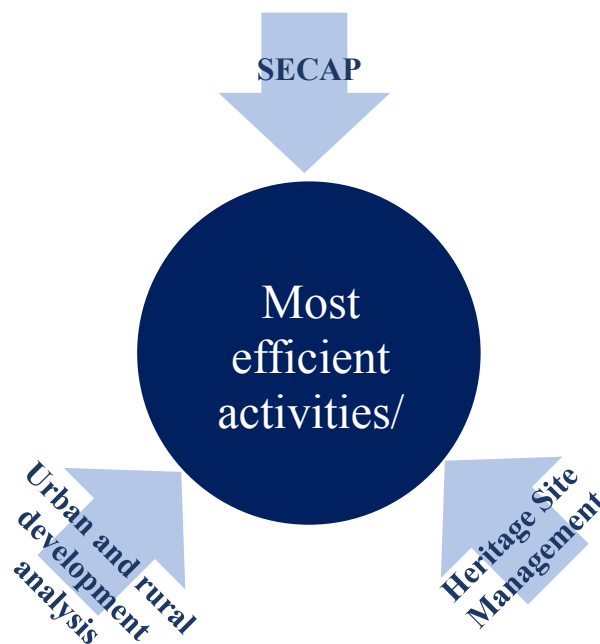 SECAP
Most
efficient
activities/
Urban and rural
development
analysis
Heritage Site
Management